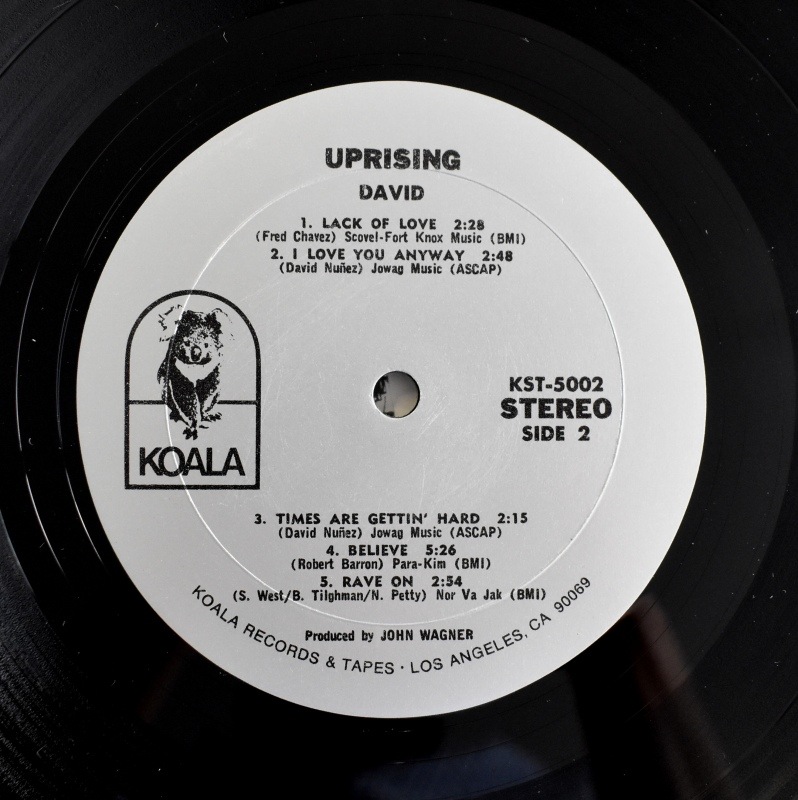 UPRISING
DAVID
1. LACK OF LOVE 2:28
(Fred Chavez) Scovel-Fort Knox Music (BMI)
2. I LOVE YOU ANYWAY 2:48
(David Nuñez) Jowag Music (ASCAP)
KOALA
KST-5002
STEREO
SIDE 2
3. TIMES ARE GETTIN' HARD 2:15
(David Nuñez) Jowag Music (ASCAP)
4. BELIEVE 5:26
(Robert Barron) Para-Kim (BMI)
5. RAVE ON 2:54
(S. West/B. Tilghman/N. Petty) Nor Va Jak (BMI)
Produced by JOHN WAGNER
KOALA RECORDS & TAPES · LOS ANGELES, CA 90069